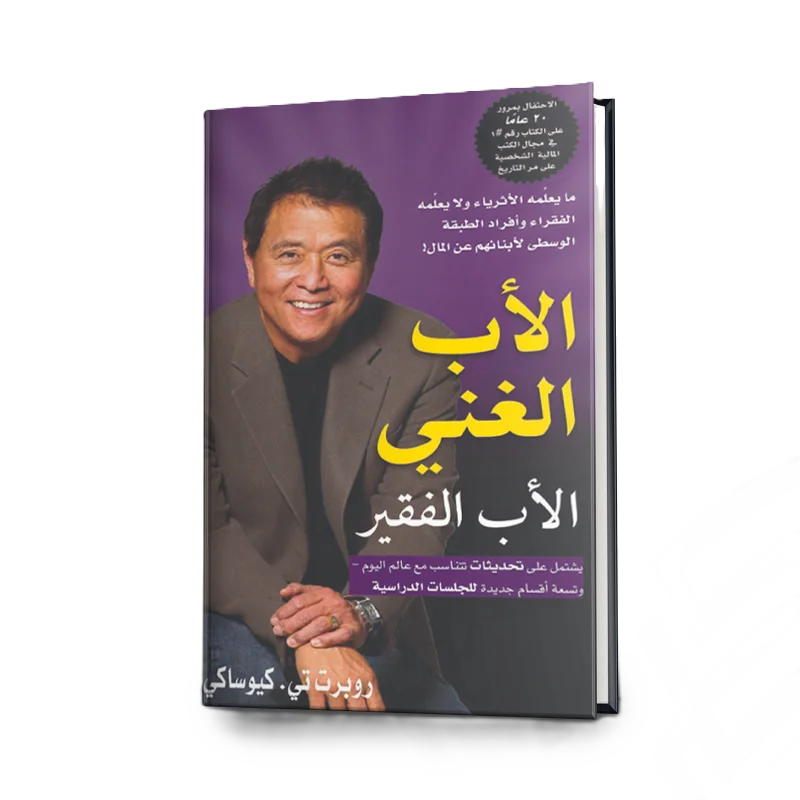 الاحتفال بمرور
٢٠ عامًا
على الكتاب رقم #١
في مجال الكتب
المالية الشخصية
على مر التاريخ
ما يعلّمه الأثرياء ولا يعلّمه
الفقراء وأفراد الطبقة
الوسطى لأبنائهم عن المال!
الأب
الغني
الأب الفقير
يشتمل على تحديثات تتناسب مع عالم اليوم –
وتسعة أقسام جديدة للجلسات الدراسية
روبرت تي. كيوساكي